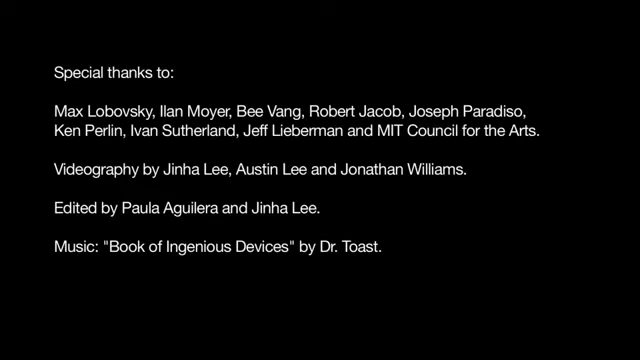 Special thanks to:
Max Lobovsky, Ilan Moyer, Bee Vang, Robert Jacob, Joseph Paradiso,
Ken Perlin, Ivan Sutherland, Jeff Lieberman and MIT Council for the Arts.
Videography by Jinha Lee, Austin Lee and Jonathan Williams.
Edited by Paula Aguilera and Jinha Lee.
Music: "Book of Ingenious Devices" by Dr. Toast.